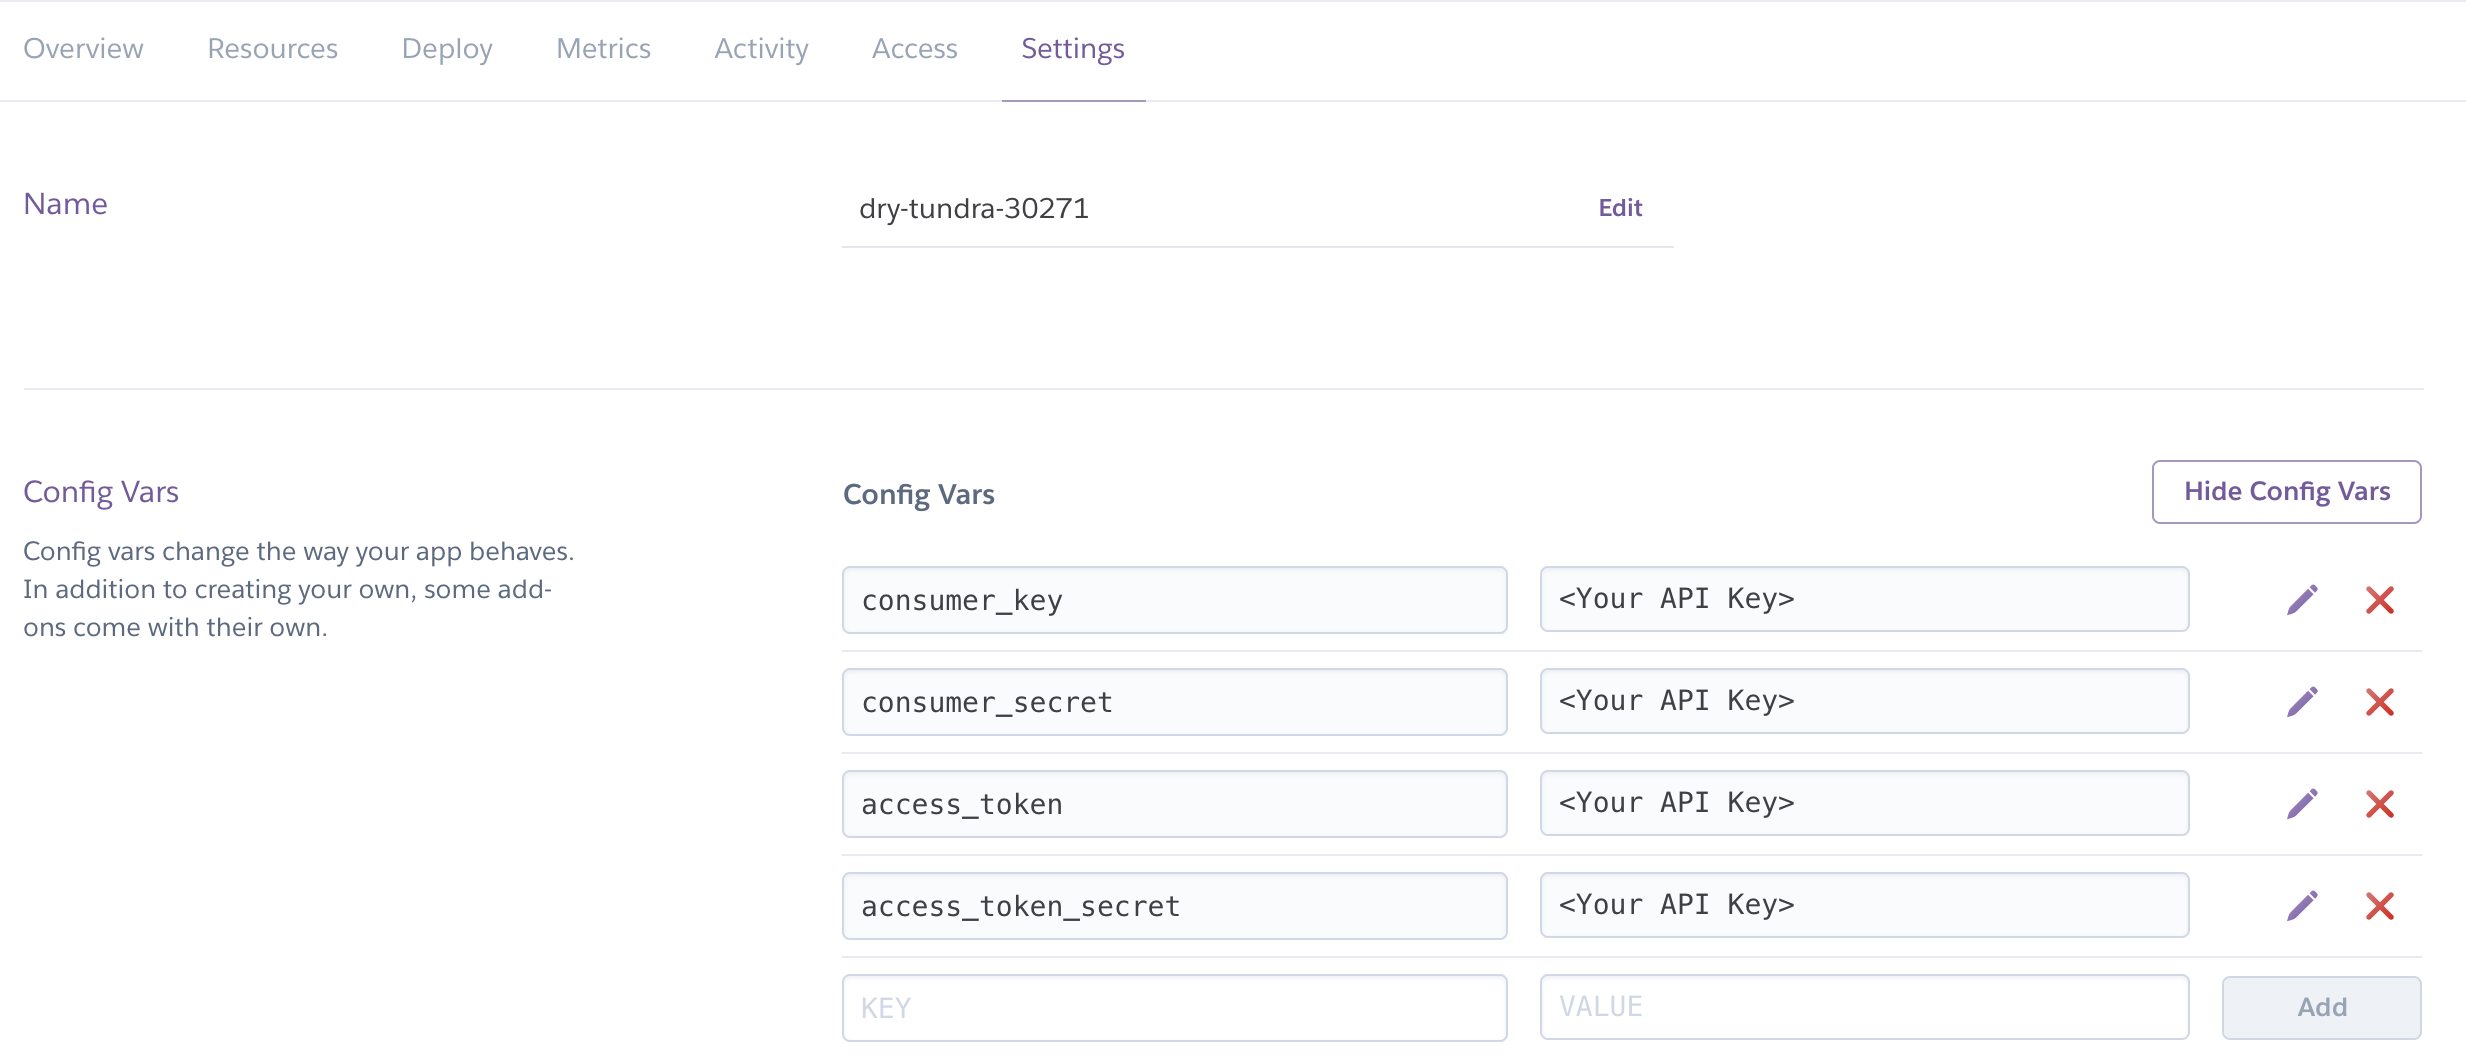 Overview Resources Deploy Metrics Activity Access Settings
Name
dry-tundra-30271 Edit
Config Vars
Config vars change the way your app behaves.
In addition to creating your own, some add-
ons come with their own.
Config Vars Hide Config Vars
consumer_key <Your API Key>
consumer_secret <Your API Key>
access_token <Your API Key>
access_token_secret <Your API Key>
KEY VALUE Add